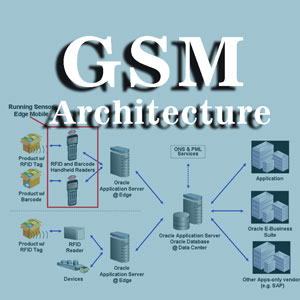 GSM
Architecture
Running Sensor
Edge Mobile
ONS & PML
Services
Product w/
RFID Tag
RFID and Barcode
Handheld Readers
Oracle
Application Server
@ Edge
Application
Product w/
Barcode
Oracle E-Business
Suite
Oracle Application Server
Oracle Database
@ Data Center
Product w/
RFID Tag
RFID
Reader
Devices
Oracle
Application Server
@ Edge
Other Apps-only vendor
(e.g. SAP)